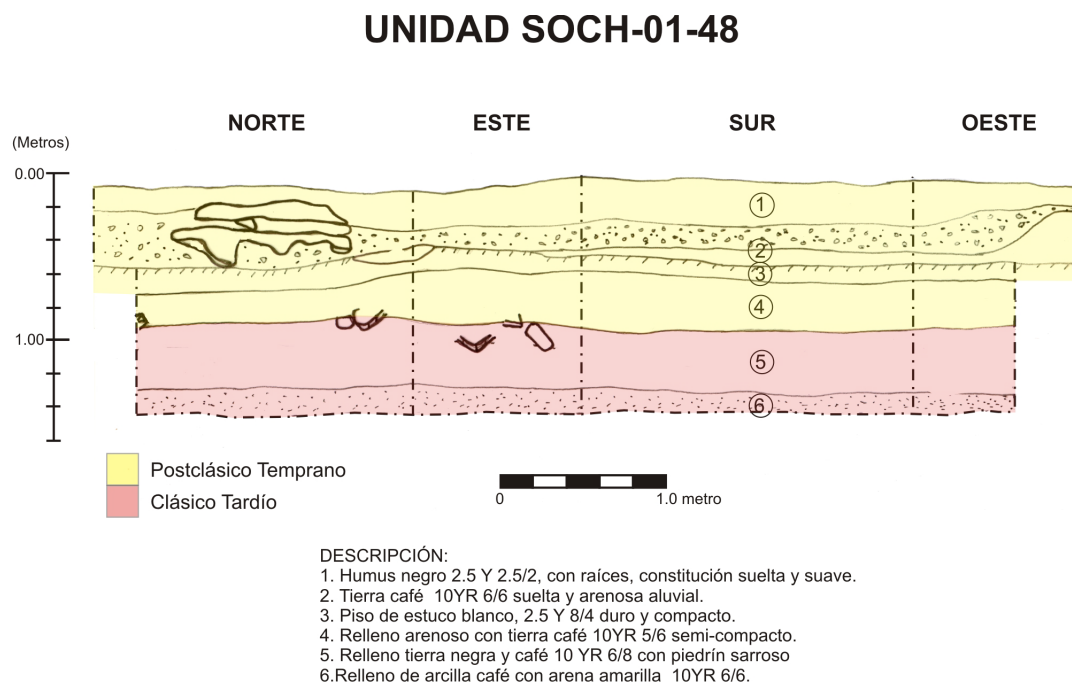 UNIDAD SOCH-01-48
NORTE ESTE SUR OESTE
(Metros)
0.00
1
2
3
4
1.00
5
6
Postclásico Temprano
Clásico Tardío
0 1.0 metro
DESCRIPCIÓN:
1. Humus negro 2.5 Y 2.5/2, con raíces, constitución suelta y suave.
2. Tierra café  10YR 6/6 suelta y arenosa aluvial.
3. Piso de estuco blanco, 2.5 Y 8/4 duro y compacto.
4. Relleno arenoso con tierra café 10YR 5/6 semi-compacto.
5. Relleno tierra negra y café 10 YR 6/8 con piedrín sarroso
6.Relleno de arcilla café con arena amarilla  10YR 6/6.